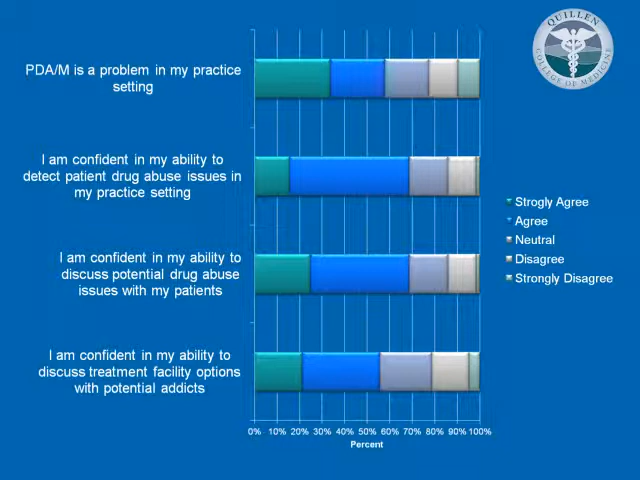 QUILLEN
COLLEGE OF MEDICINE
PDA/M is a problem in my practice
setting
I am confident in my ability to
detect patient drug abuse issues in
my practice setting
I am confident in my ability to
discuss potential drug abuse
issues with my patients
I am confident in my ability to
discuss treatment facility options
with potential addicts
Strogly Agree
Agree
Neutral
Disagree
Strongly Disagree
0% 10% 20% 30% 40% 50% 60% 70% 80% 90% 100%
Percent